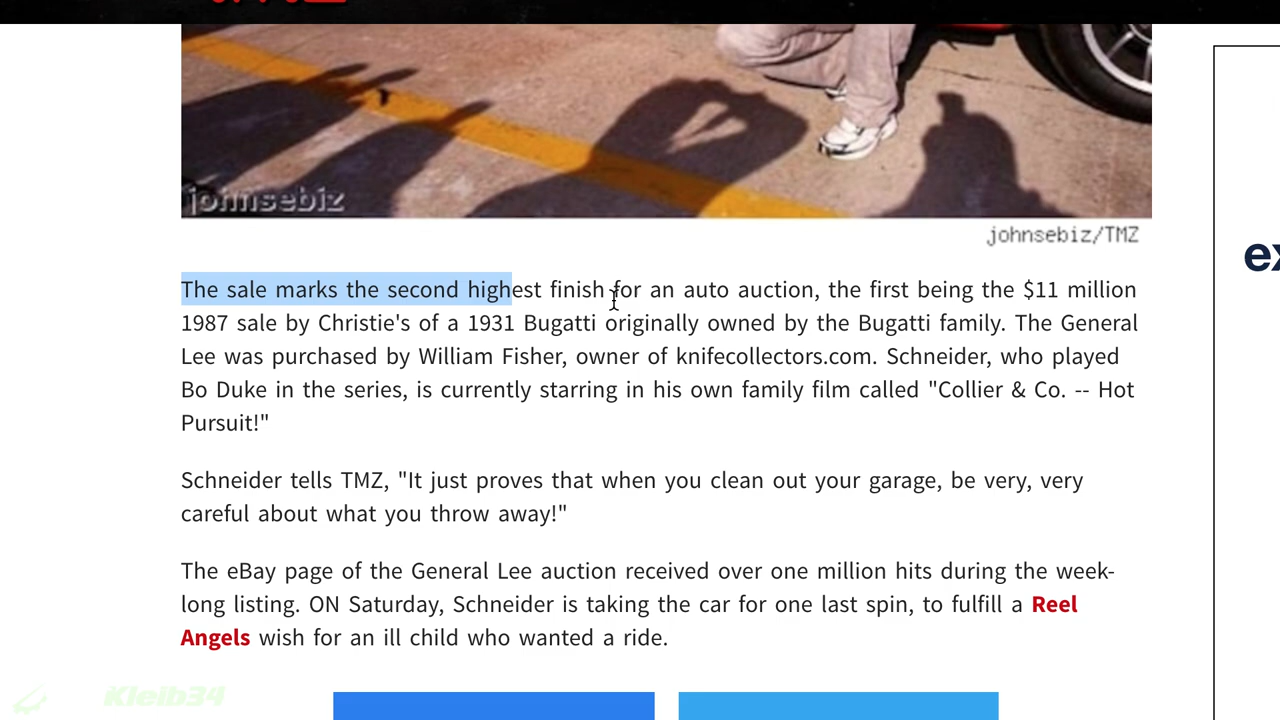 johnsebiz
johnsebiz/TMZ
The sale marks the second highest finish for an auto auction, the first being the $11 million
1987 sale by Christie's of a 1931 Bugatti originally owned by the Bugatti family. The General
Lee was purchased by William Fisher, owner of knifecollectors.com. Schneider, who played
Bo Duke in the series, is currently starring in his own family film called "Collier & Co. -- Hot
Pursuit!"
Schneider tells TMZ, "It just proves that when you clean out your garage, be very, very
careful about what you throw away!"
The eBay page of the General Lee auction received over one million hits during the week-
long listing. ON Saturday, Schneider is taking the car for one last spin, to fulfill a Reel
Angels wish for an ill child who wanted a ride.
Kleib34